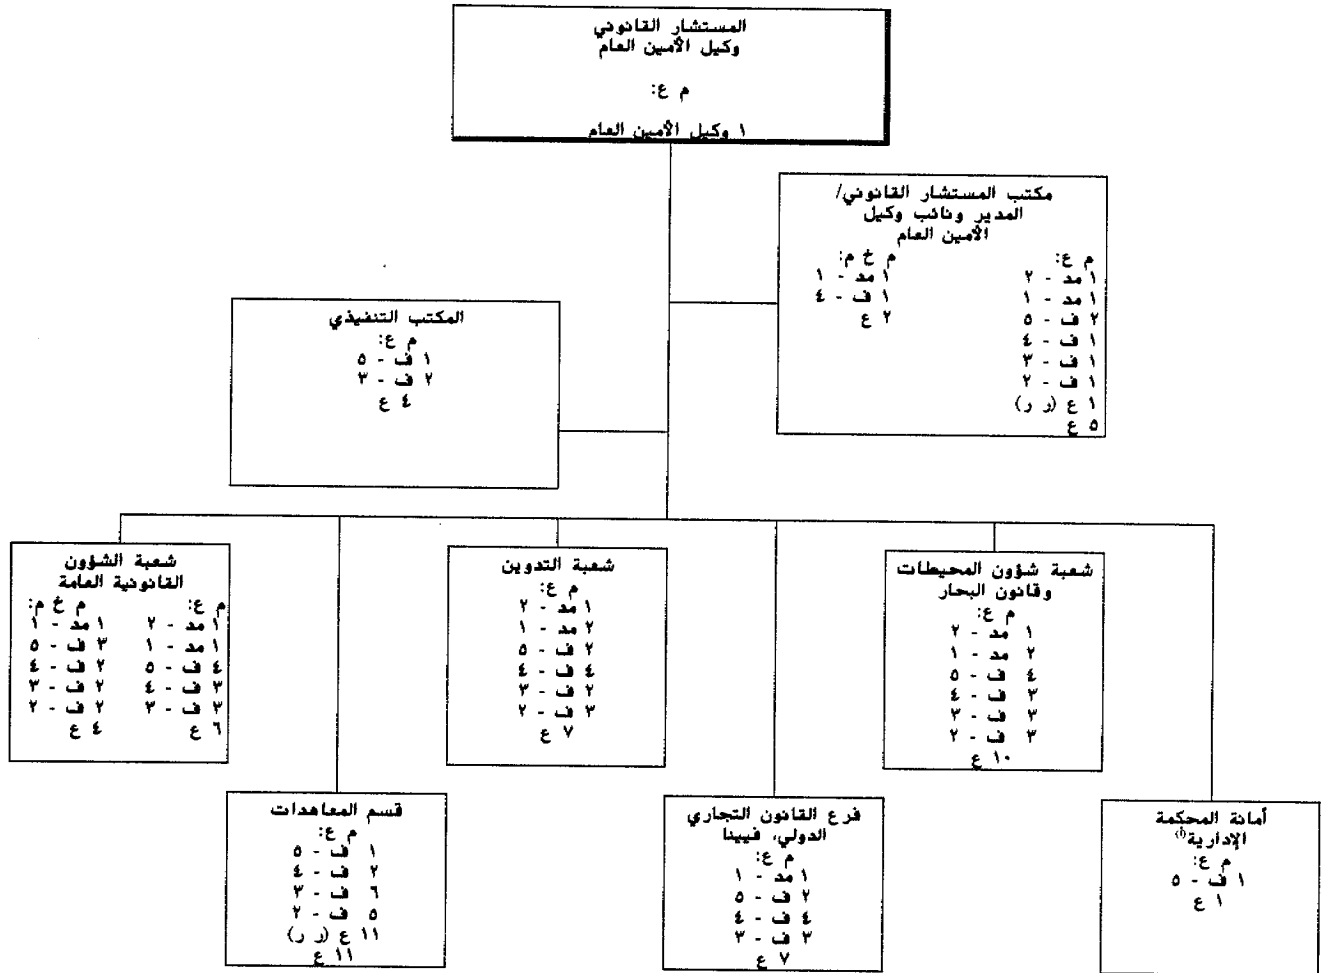 المستشار القانوني
وكيل الأمين العام
م ع:
١ وكيل الأمين العام
مكتب المستشار القانوني/
المدير ونائب وكيل
الأمين العام
م ع:
١ مد - ٢
١ مد - ١
٢ ف - ٥
١ ف - ٤
١ ف - ٣
١ ف - ٢
١ ع (ر ر)
٥ ع
م خ م:
١ مد - ١
١ ف - ٤
٢ ع
المكتب التنفيذي
م ع:
١ ف - ٥
٢ ف - ٣
٤ ع
شعبة شؤون المحيطات
وقانون البحار
م ع:
١ مد - ٢
٢ مد - ١
٤ ف - ٥
٣ ف - ٤
٣ ف - ٣
٣ ف - ٢
١٠ ع
شعبة التدوين
م ع:
١ مد - ٢
٢ مد - ١
٢ ف - ٥
٤ ف - ٤
٢ ف - ٣
٣ ف - ٢
٧ ع
شعبة الشؤون
القانونية العامة
م ع:
١ مد - ٢
١ مد - ١
٤ ف - ٥
٣ ف - ٤
٣ ف - ٣
٦ ع
م خ م:
١ مد - ١
٣ ف - ٥
٢ ف - ٤
٢ ف - ٣
٢ ف - ٢
٤ ع
أمانة المحكمة
الإدارية(أ)
م ع:
١ ف - ٥
١ ع
فرع القانون التجاري
الدولي، فيينا
م ع:
١ مد - ١
٢ ف - ٥
٤ ف - ٤
٣ ف - ٣
٧ ع
قسم المعاهدات
م ع:
١ ف - ٥
٢ ف - ٤
٦ ف - ٣
٥ ف - ٢
١١ ع (ر ر)
١١ ع